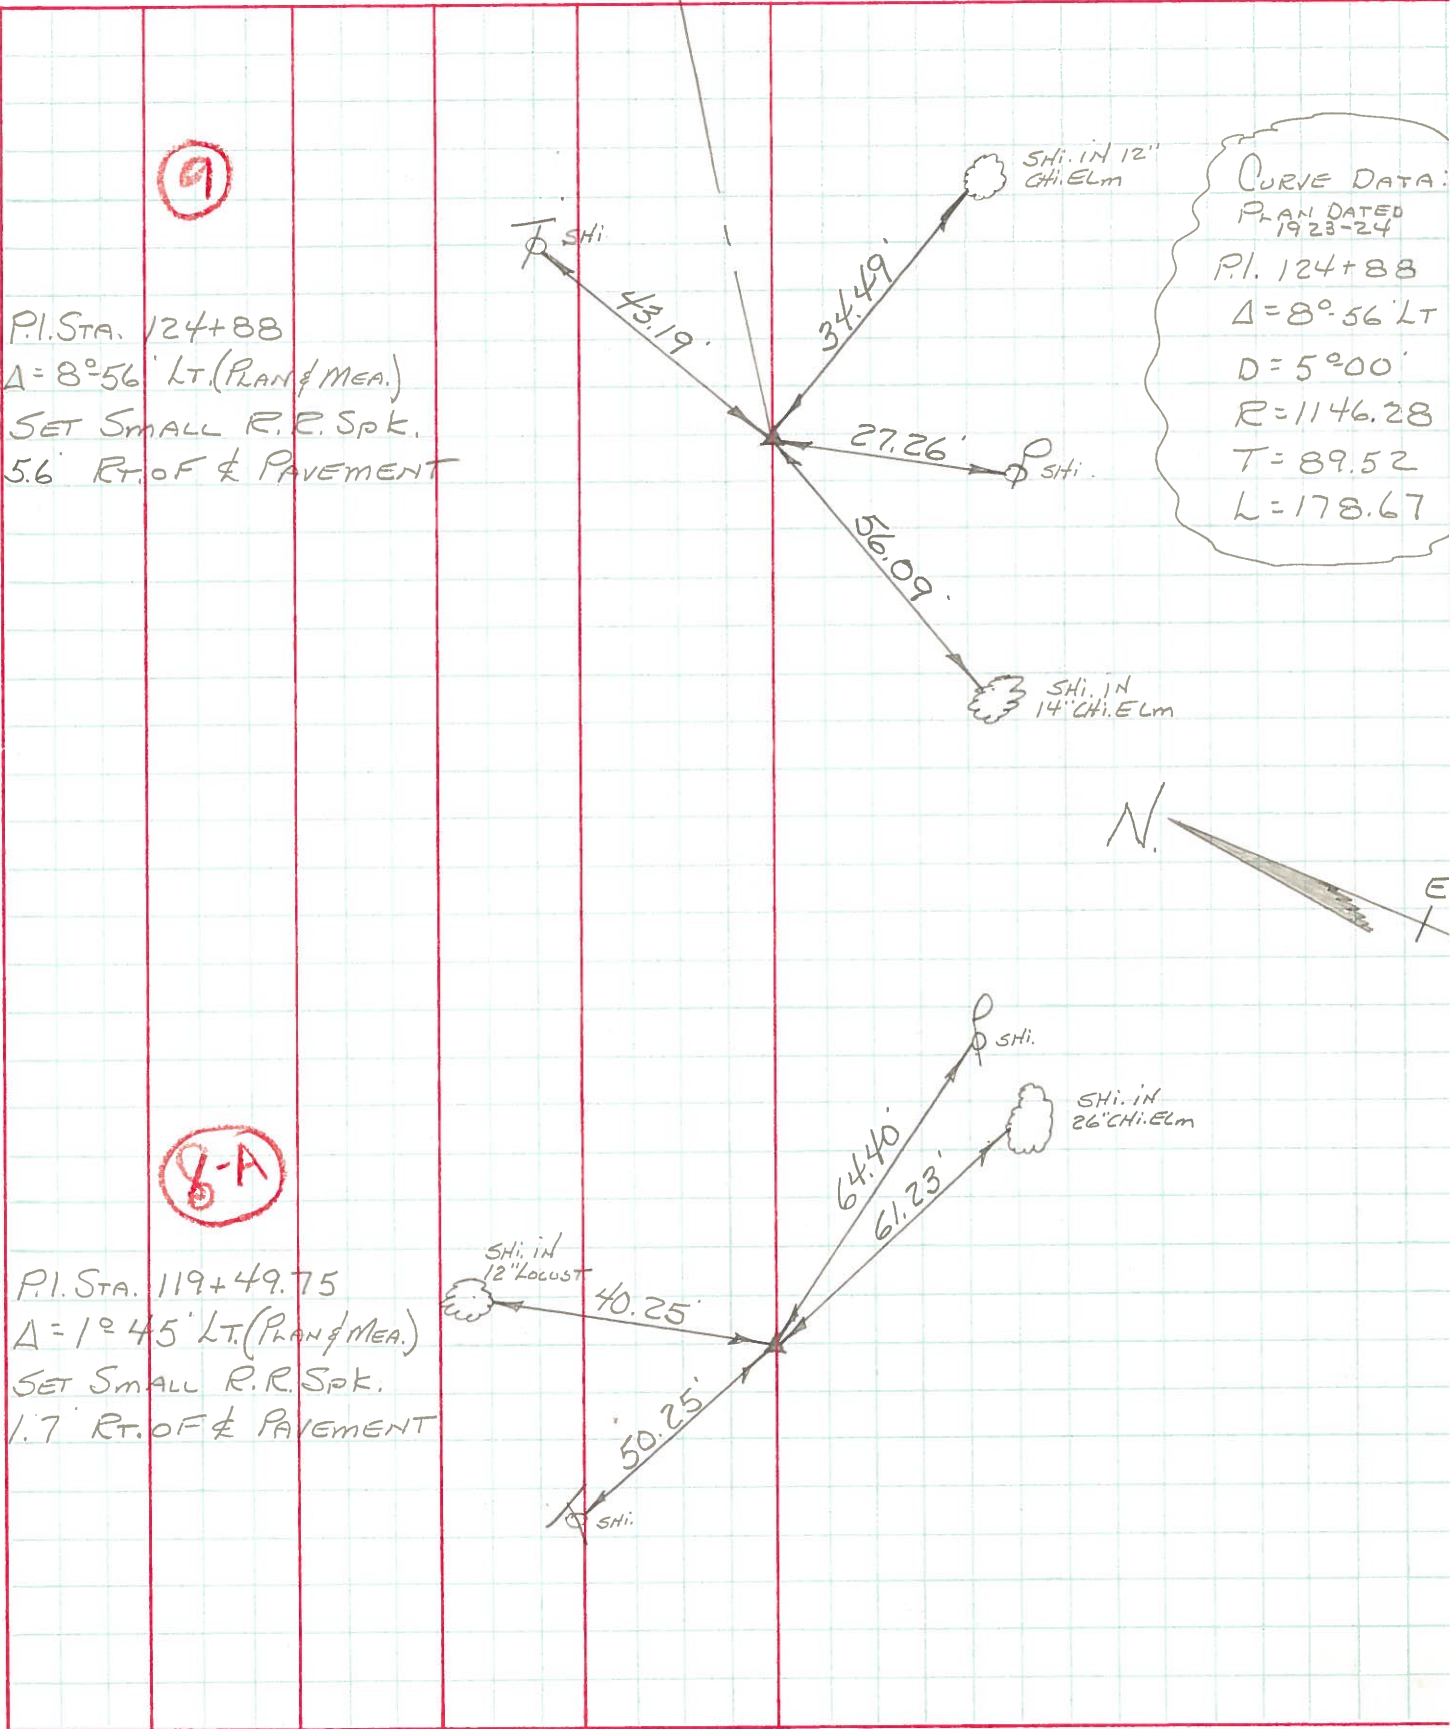 9
P.I. STA. 124+88
Δ = 8°-56' LT. (PLAN & MEA.)
SET SMALL R.R. SPK.
5.6' RT. OF ℄ PAVEMENT
SHI.
43.19'
SHI. IN 12"
CHI. ELM
34.49'
27.26'
SHI.
56.09'
SHI. IN
14" CHI. ELM
CURVE DATA:
PLAN DATED
1923-24
P.I. 124+88
Δ = 8°-56' LT
D = 5°00'
R = 1146.28
T = 89.52
L = 178.67
N.
E
8-A
P.I. STA. 119+49.75
Δ = 1° 45' LT. (PLAN & MEA.)
SET SMALL R.R. SPK.
1.7' RT. OF ℄ PAVEMENT
SHI.
64.40'
SHI. IN
26" CHI. ELM
61.23'
SHI. IN
12" LOCUST
40.25'
50.25'
SHI.